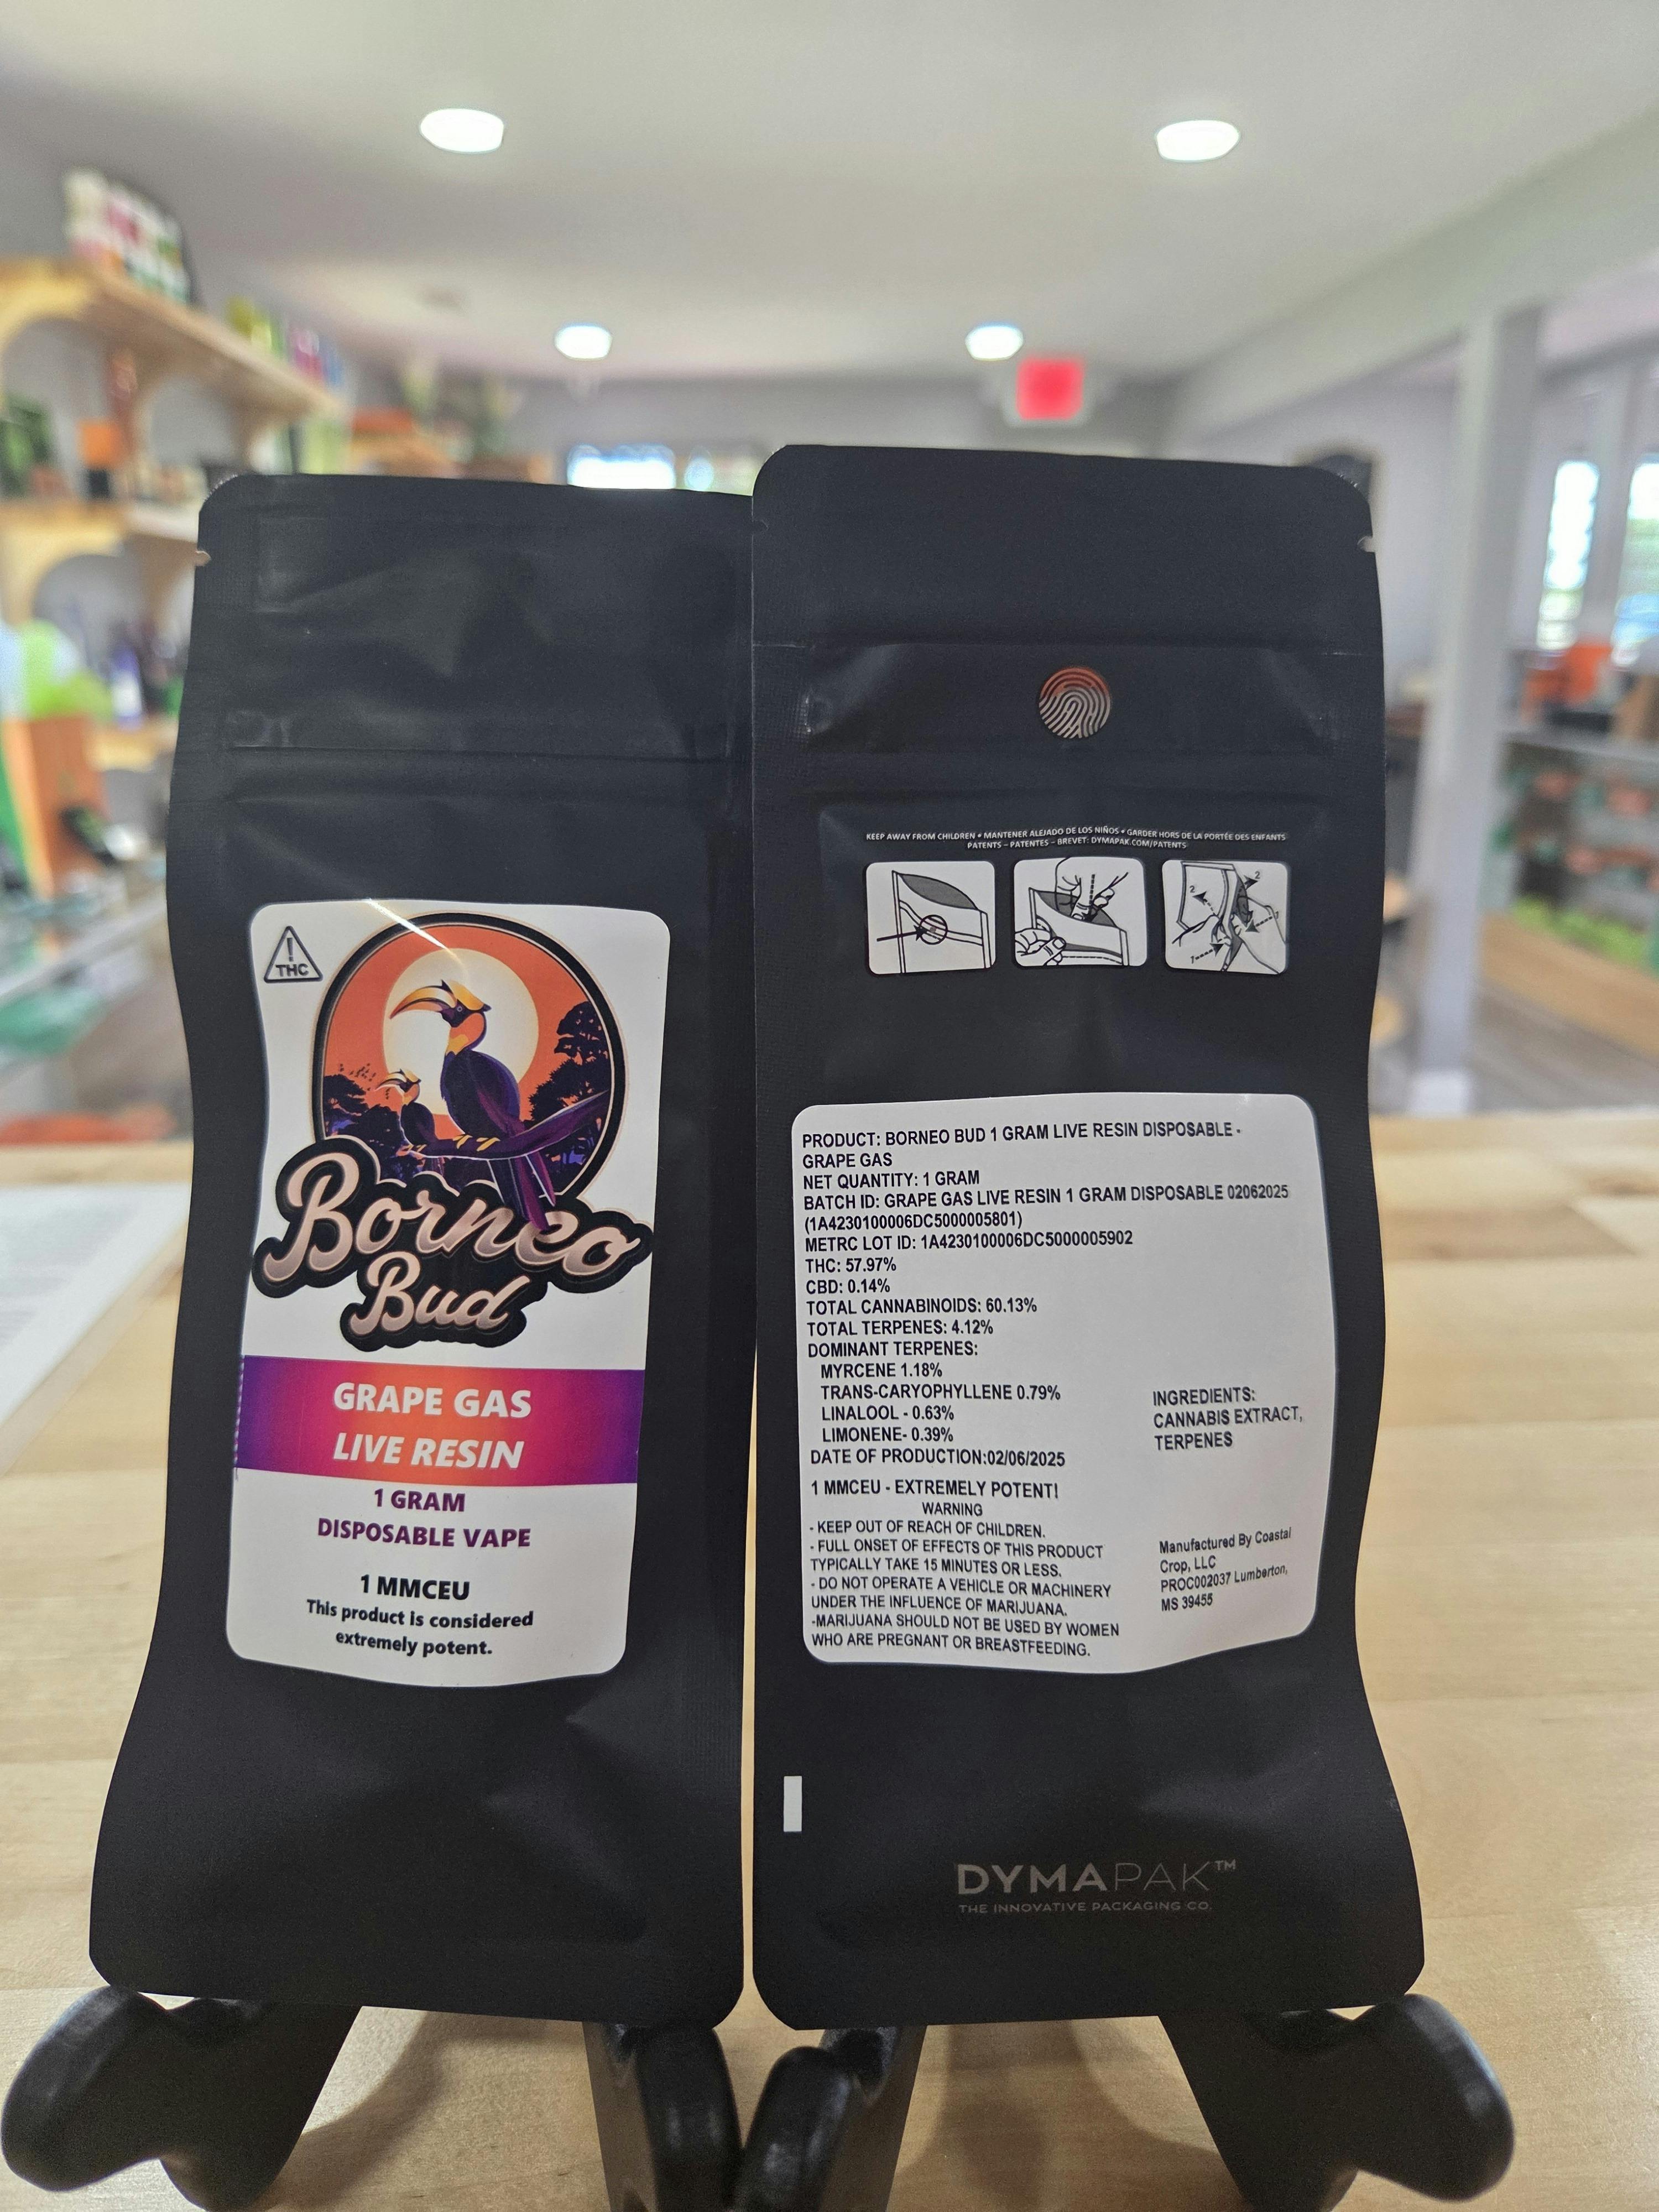 THC
Borneo
Bud
GRAPE GAS
LIVE RESIN
1 GRAM
DISPOSABLE VAPE
1 MMCEU
This product is considered
extremely potent.
KEEP AWAY FROM CHILDREN • MANTENER ALEJADO DE LOS NIÑOS • GARDER HORS DE LA PORTÉE DES ENFANTS
PATENTS – PATENTES – BREVET: DYMAPAK.COM/PATENTS
PRODUCT: BORNEO BUD 1 GRAM LIVE RESIN DISPOSABLE -
GRAPE GAS
NET QUANTITY: 1 GRAM
BATCH ID: GRAPE GAS LIVE RESIN 1 GRAM DISPOSABLE 02062025
(1A4230100006DC5000005801)
METRC LOT ID: 1A4230100006DC5000005902
THC: 57.97%
CBD: 0.14%
TOTAL CANNABINOIDS: 60.13%
TOTAL TERPENES: 4.12%
DOMINANT TERPENES:
MYRCENE 1.18%
TRANS-CARYOPHYLLENE 0.79%
LINALOOL - 0.63%
LIMONENE- 0.39%
DATE OF PRODUCTION:02/06/2025
INGREDIENTS:
CANNABIS EXTRACT,
TERPENES
1 MMCEU - EXTREMELY POTENT!
WARNING
- KEEP OUT OF REACH OF CHILDREN.
- FULL ONSET OF EFFECTS OF THIS PRODUCT
TYPICALLY TAKE 15 MINUTES OR LESS.
- DO NOT OPERATE A VEHICLE OR MACHINERY
UNDER THE INFLUENCE OF MARIJUANA.
-MARIJUANA SHOULD NOT BE USED BY WOMEN
WHO ARE PREGNANT OR BREASTFEEDING.
Manufactured By Coastal
Crop, LLC
PROC002037 Lumberton,
MS 39455
DYMAPAK™
THE INNOVATIVE PACKAGING CO.